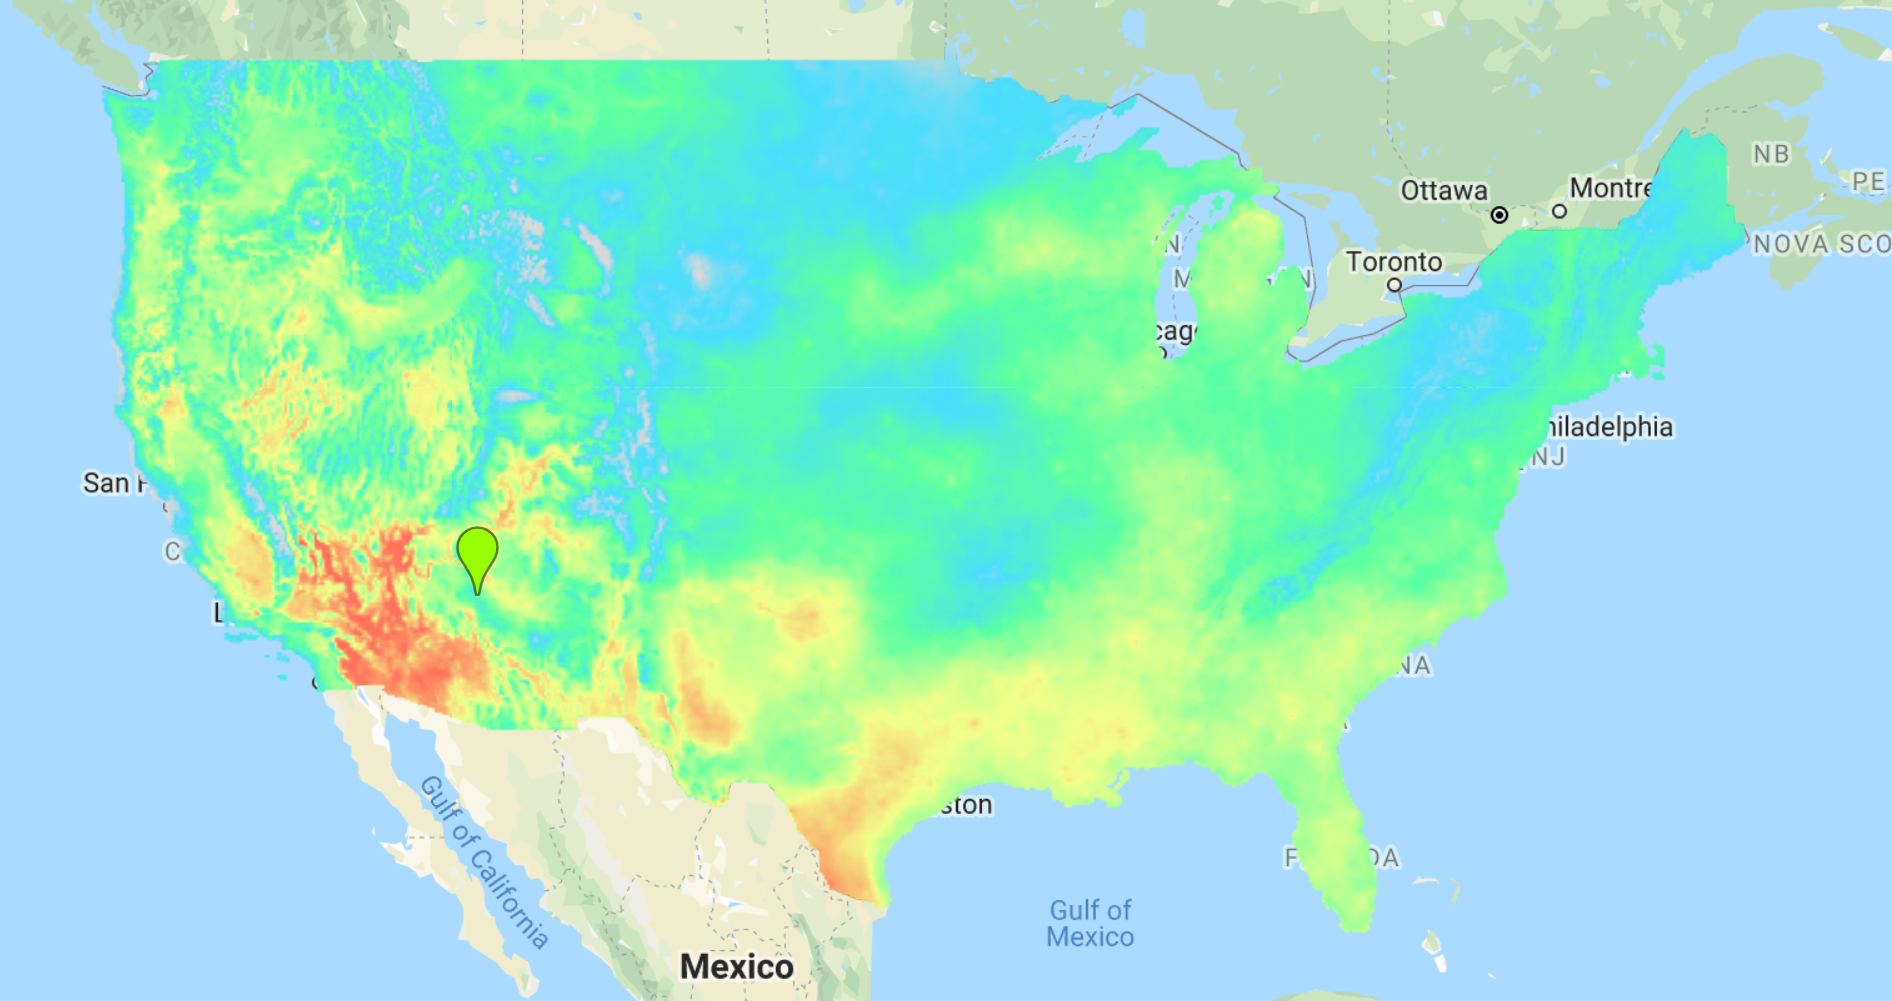 NB
Ottawa
Montre
PE
NOVA SCO
N
Toronto
M
N
cag
hiladelphia
NJ
San F
C
L
NA
ston
F
DA
Gulf of California
Gulf of
Mexico
Mexico